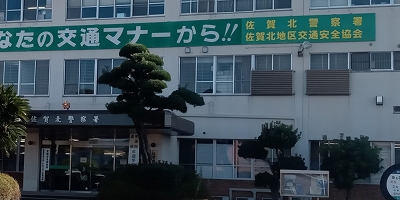 なたの交通マナーから!!
佐賀北警察署
佐賀北地区交通安全協会
佐賀北警察署